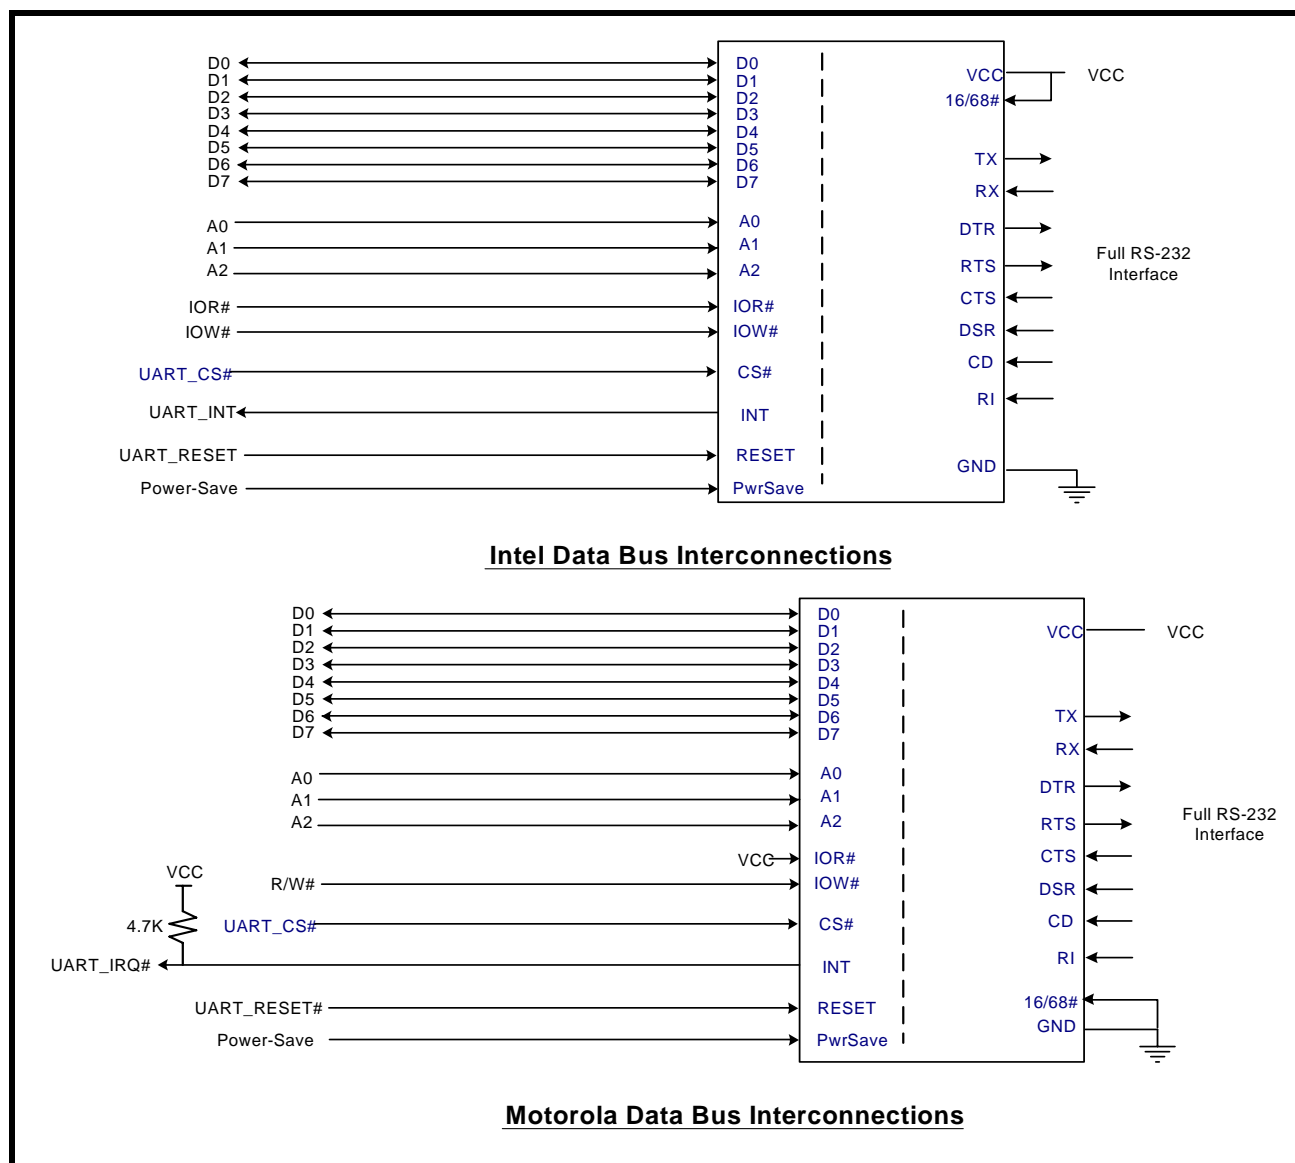 D0 D0 VCC VCC
D1 D1
D2 D2 16/68#
D3 D3
D4 D4
D5 D5 TX
D6 D6
D7 D7 RX
A0 A0 DTR
A1 A1 Full RS-232
A2 A2 RTS Interface
IOR# IOR# CTS
IOW# IOW# DSR
UART_CS# CS# CD
UART_INT INT RI
UART_RESET RESET GND
Power-Save PwrSave
Intel Data Bus Interconnections
D0 D0
D1 D1 VCC VCC
D2 D2
D3 D3
D4 D4
D5 D5
D6 D6 TX
D7 D7 RX
A0 A0 DTR
A1 A1 Full RS-232
A2 A2 RTS Interface
VCC IOR# CTS
VCC
R/W# IOW# DSR
4.7K UART_CS# CS# CD
UART_IRQ# INT RI
UART_RESET# RESET 16/68#
GND
Power-Save PwrSave
Motorola Data Bus Interconnections